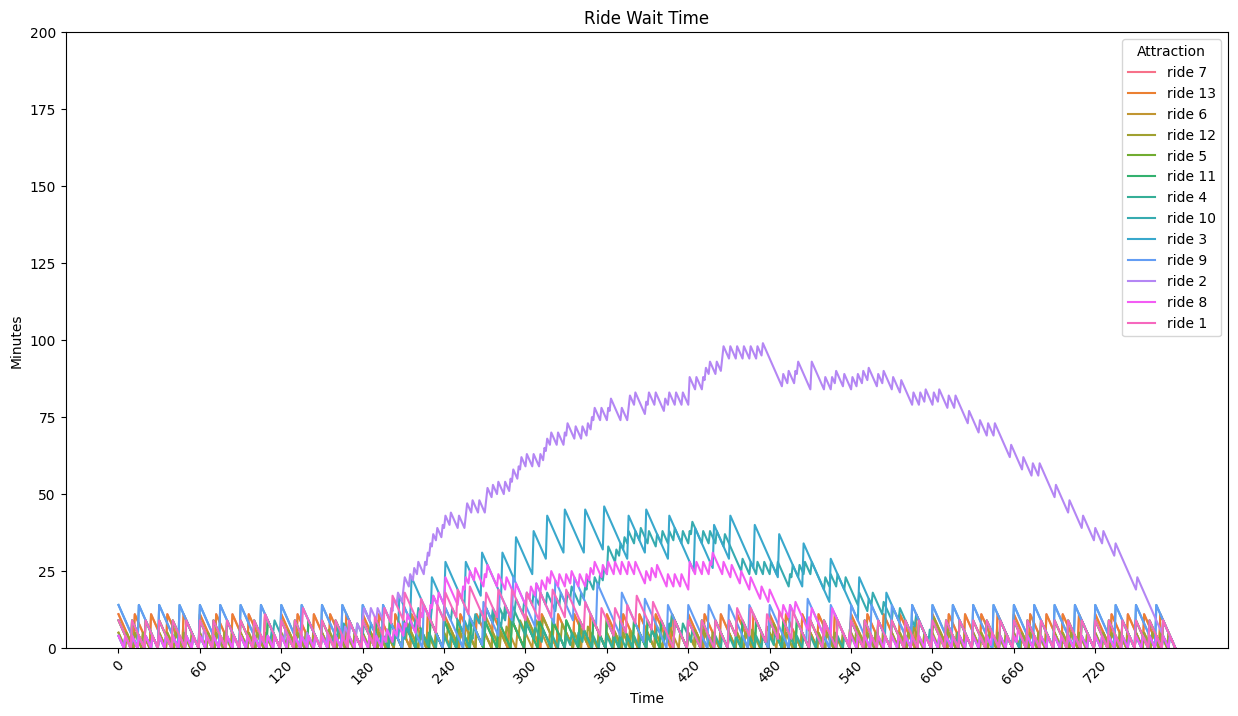 Ride Wait Time
Minutes
200
175
150
125
100
75
50
25
0
Attraction
ride 7
ride 13
ride 6
ride 12
ride 5
ride 11
ride 4
ride 10
ride 3
ride 9
ride 2
ride 8
ride 1
0 60 120 180 240 300 360 420 480 540 600 660 720
Time